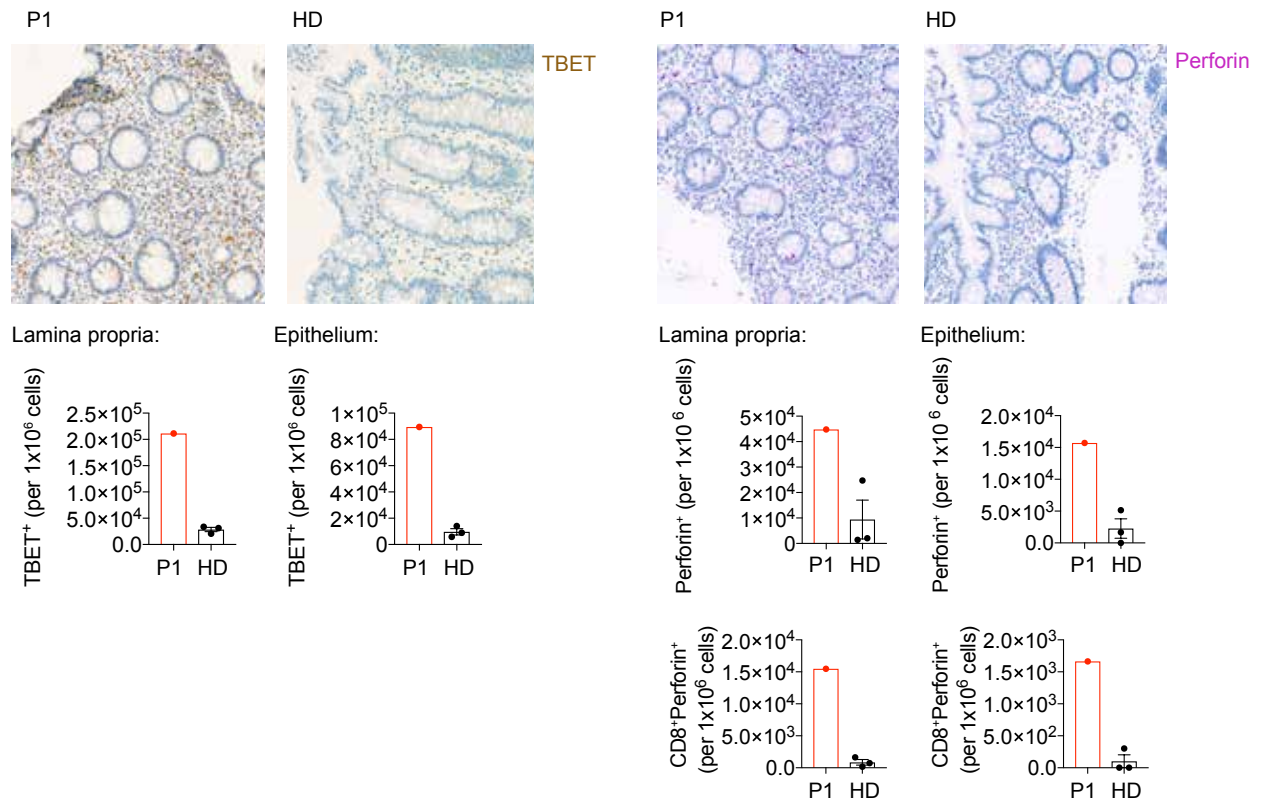 P1
HD
TBET
P1
HD
Perforin
Lamina propria:
Epithelium:
Lamina propria:
Epithelium:
TBET⁺ (per 1x10⁶ cells)
2.5×10⁵
2.0×10⁵
1.5×10⁵
1.0×10⁵
5.0×10⁴
0.0
P1 HD
TBET⁺ (per 1x10⁶ cells)
1×10⁵
8×10⁴
6×10⁴
4×10⁴
2×10⁴
0
P1 HD
Perforin⁺ (per 1x10 ⁶ cells)
5×10⁴
4×10⁴
3×10⁴
2×10⁴
1×10⁴
0
P1 HD
Perforin⁺ (per 1x10 ⁶ cells)
2.0×10⁴
1.5×10⁴
1.0×10⁴
5.0×10³
0.0
P1 HD
CD8⁺Perforin⁺
(per 1x10⁶ cells)
2.0×10⁴
1.5×10⁴
1.0×10⁴
5.0×10³
0.0
P1 HD
CD8⁺Perforin⁺
(per 1x10⁶ cells)
2.0×10³
1.5×10³
1.0×10³
5.0×10²
0.0
P1 HD